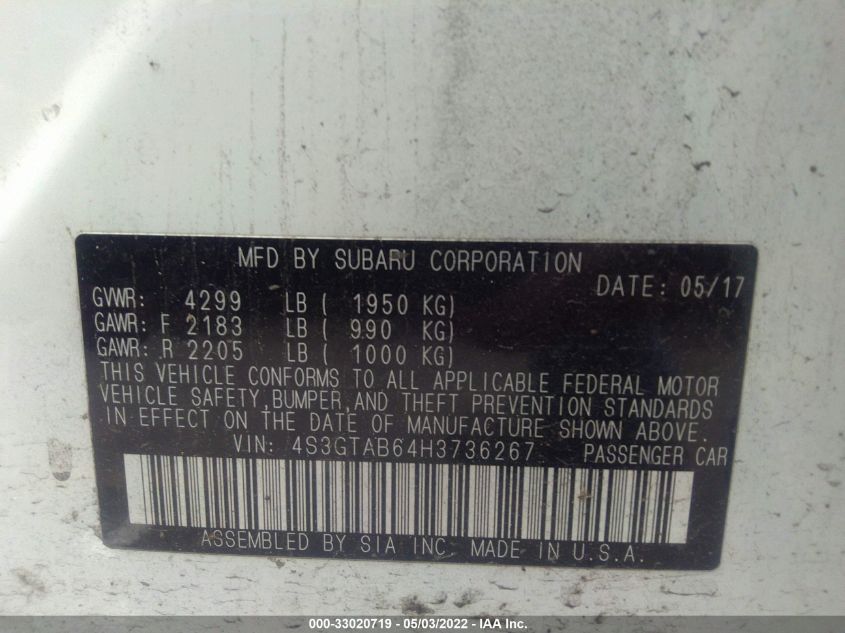 MFD BY SUBARU CORPORATION
DATE: 05/17
GVWR: 4299 LB ( 1950 KG)
GAWR: F 2183 LB ( 990 KG)
GAWR: R 2205 LB ( 1000 KG)
THIS VEHICLE CONFORMS TO ALL APPLICABLE FEDERAL MOTOR
VEHICLE SAFETY, BUMPER, AND THEFT PREVENTION STANDARDS
IN EFFECT ON THE DATE OF MANUFACTURE SHOWN ABOVE.
VIN: 4S3GTAB64H3736267 PASSENGER CAR
ASSEMBLED BY SIA INC. MADE IN U.S.A.
000-33020719 - 05/03/2022 - IAA Inc.